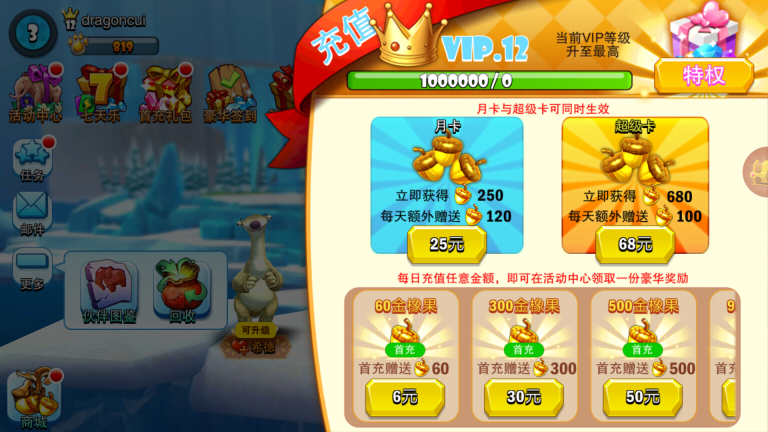 3
12 dragoncui
819
活动中心
七天乐
首充礼包
豪华签到
任务
邮件
更多
伙伴图鉴
回收
可升级
希德
商城
充值
VIP.12
当前VIP等级
升至最高
特权
1000000/0
月卡与超级卡可同时生效
月卡
立即获得 250
每天额外赠送 120
25元
超级卡
立即获得 680
每天额外赠送 100
68元
每日充值任意金额，即可在活动中心领取一份豪华奖励
60金橡果
首充
首充赠送 60
6元
300金橡果
首充
首充赠送 300
30元
500金橡果
首充
首充赠送 500
50元
9
首充